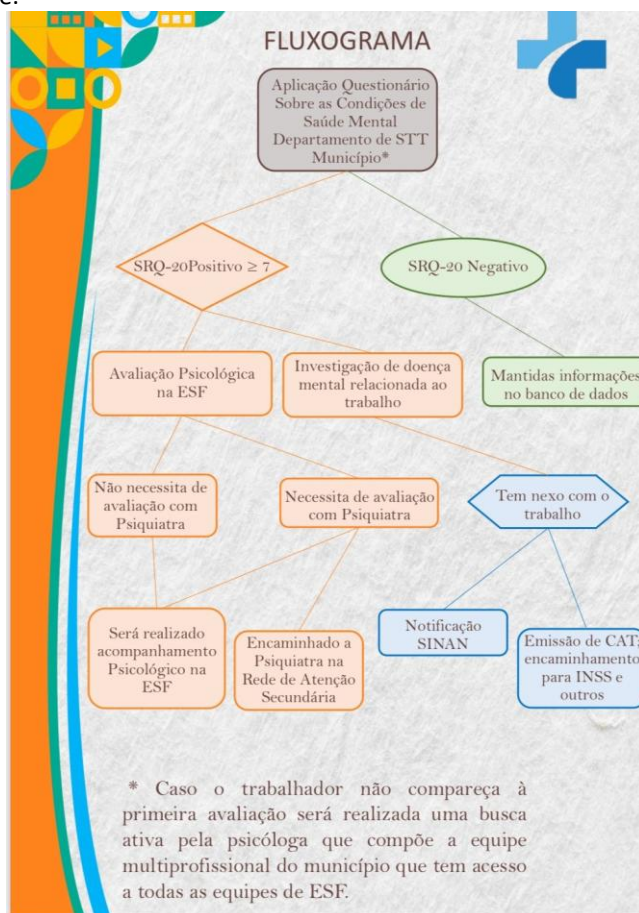 e.
FLUXOGRAMA
Aplicação Questionário
Sobre as Condições de
Saúde Mental
Departamento de STT
Município*
SRQ-20Positivo ≥ 7
SRQ-20 Negativo
Avaliação Psicológica
na ESF
Investigação de doença
mental relacionada ao
trabalho
Mantidas informações
no banco de dados
Não necessita de
avaliação com
Psiquiatra
Necessita de avaliação
com Psiquiatra
Tem nexo com o
trabalho
Será realizado
acompanhamento
Psicológico na
ESF
Encaminhado a
Psiquiatra na
Rede de Atenção
Secundária
Notificação
SINAN
Emissão de CAT;
encaminhamento
para INSS e
outros
* Caso o trabalhador não compareça à
primeira avaliação será realizada uma busca
ativa pela psicóloga que compõe a equipe
multiprofissional do município que tem acesso
a todas as equipes de ESF.